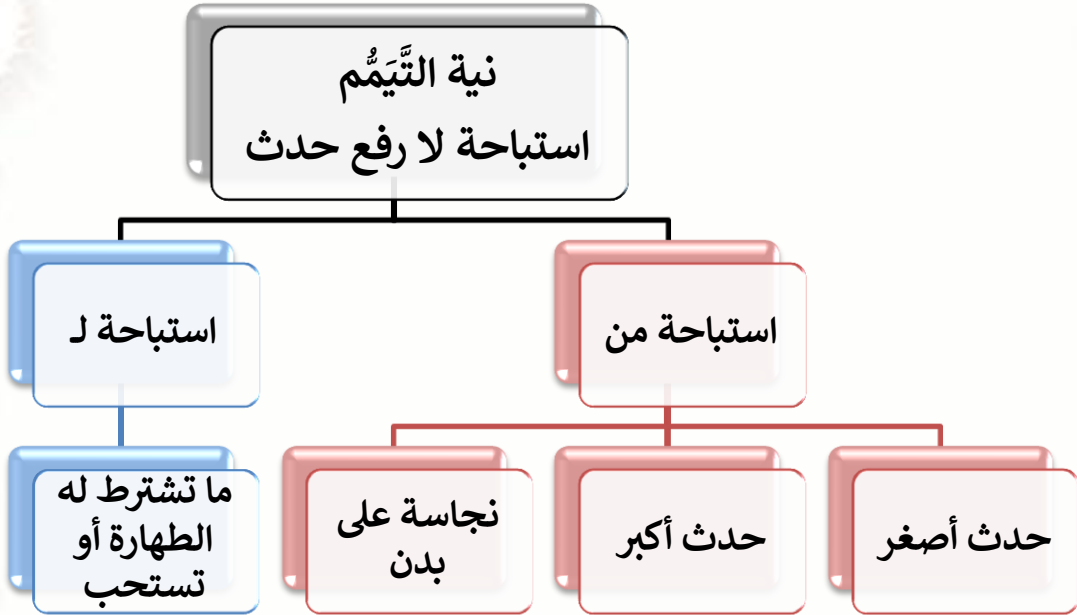 نية التَّيَمُّم
استباحة لا رفع حدث
استباحة من
استباحة لـ
حدث أصغر
حدث أكبر
نجاسة على
بدن
ما تشترط له
الطهارة أو
تستحب